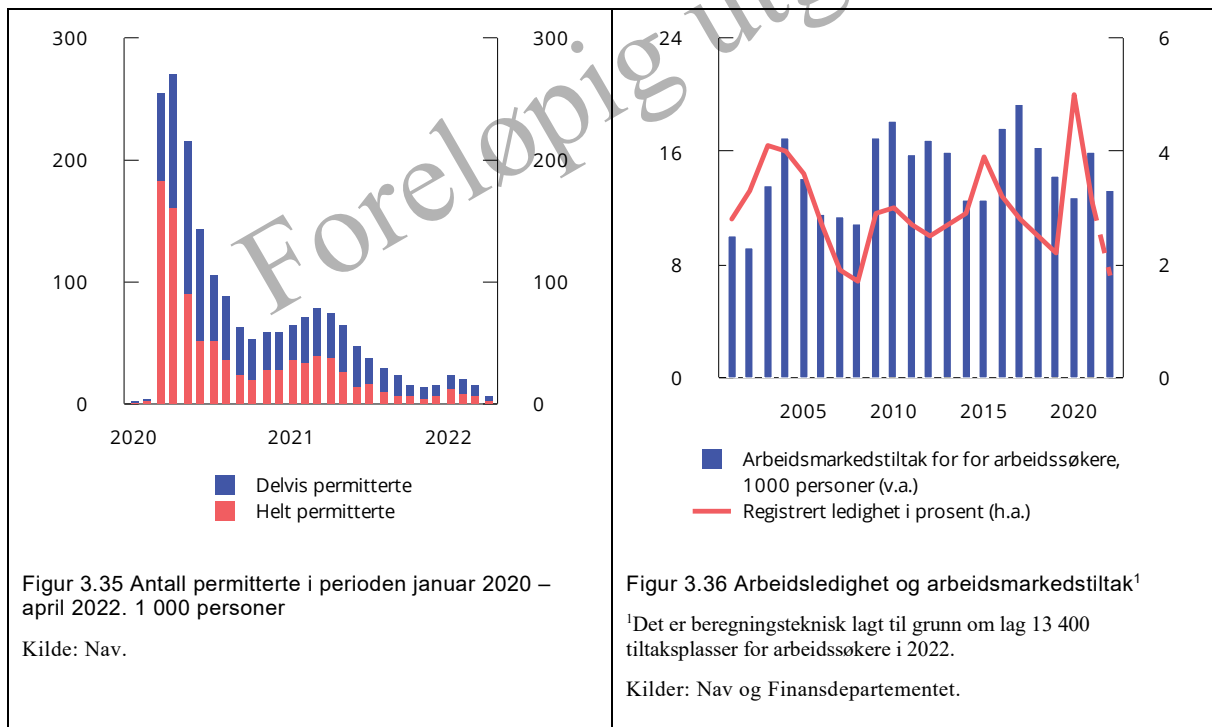 Foreløpig
300
200
100
0
300
200
100
0
2020
2021
2022
Delvis permitterte
Helt permitterte
Figur 3.35 Antall permitterte i perioden januar 2020 –
april 2022. 1 000 personer
Kilde: Nav.
24
16
8
0
6
4
2
0
2005
2010
2015
2020
Arbeidsmarkedstiltak for for arbeidssøkere,
1000 personer (v.a.)
Registrert ledighet i prosent (h.a.)
Figur 3.36 Arbeidsledighet og arbeidsmarkedstiltak¹
¹Det er beregningsteknisk lagt til grunn om lag 13 400
tiltaksplasser for arbeidssøkere i 2022.
Kilder: Nav og Finansdepartementet.